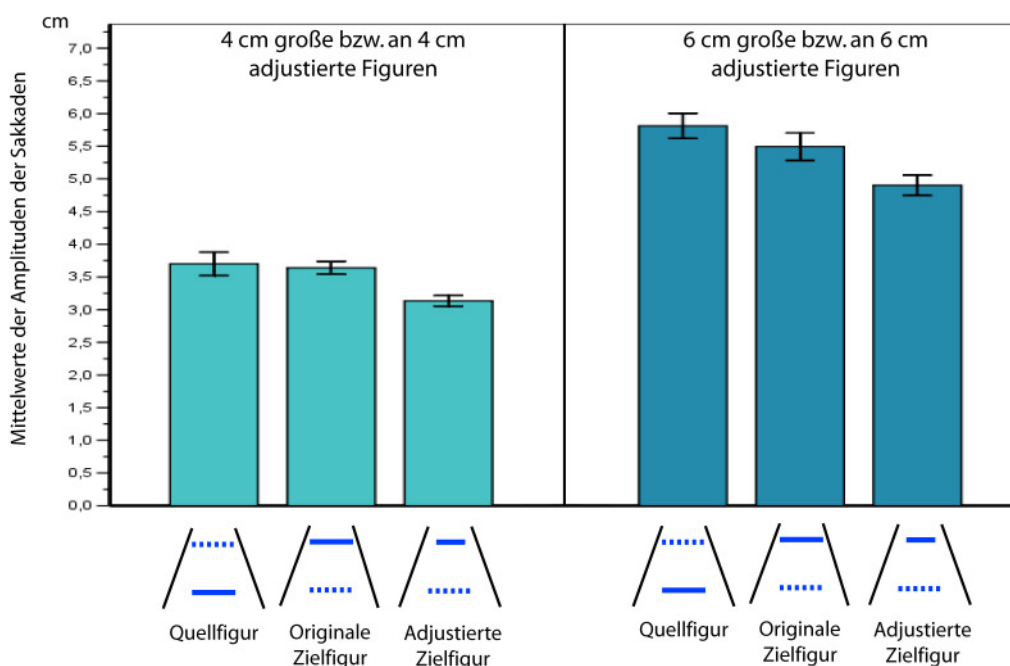 cm
Mittelwerte der Amplituden der Sakkaden
7,0
6,5
6,0
5,5
5,0
4,5
4,0
3,5
3,0
2,5
2,0
1,5
1,0
0,5
0,0
4 cm große bzw. an 4 cm
adjustierte Figuren
6 cm große bzw. an 6 cm
adjustierte Figuren
Quellfigur
Originale
Zielfigur
Adjustierte
Zielfigur
Quellfigur
Originale
Zielfigur
Adjustierte
Zielfigur